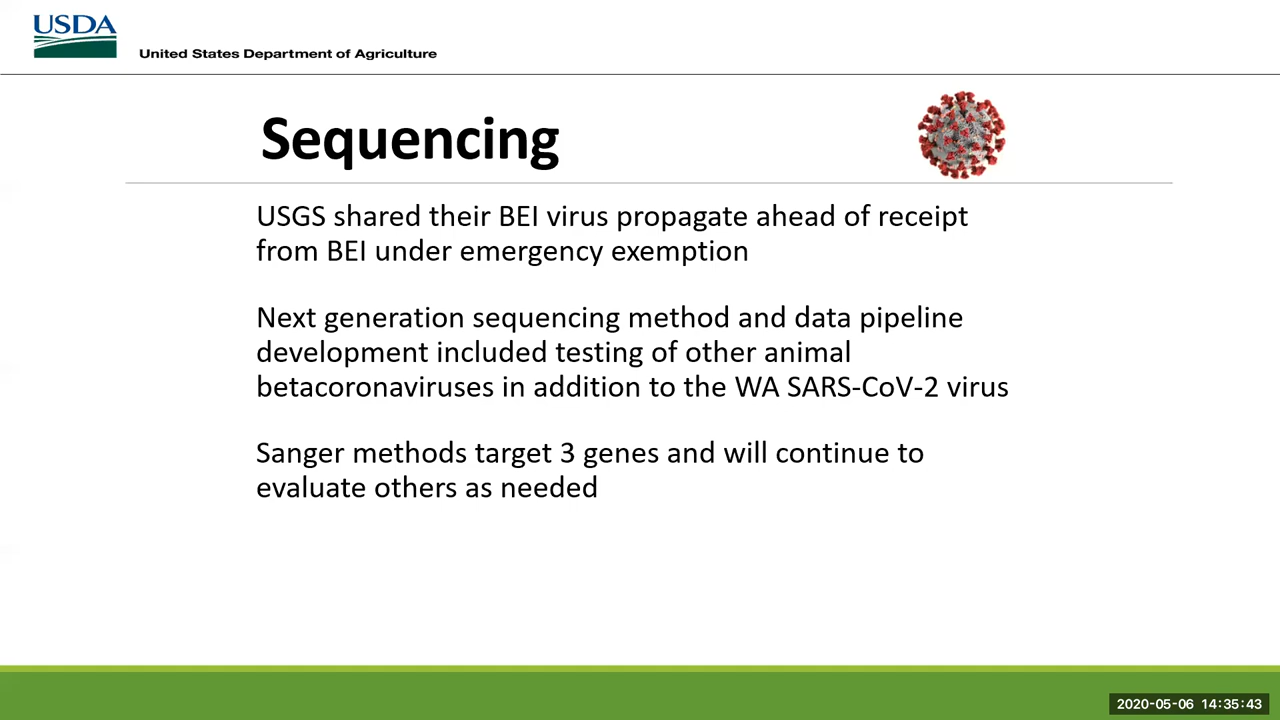 USDA
United States Department of Agriculture
Sequencing
USGS shared their BEI virus propagate ahead of receipt
from BEI under emergency exemption
Next generation sequencing method and data pipeline
development included testing of other animal
betacoronaviruses in addition to the WA SARS-CoV-2 virus
Sanger methods target 3 genes and will continue to
evaluate others as needed
2020-05-06 14:35:43